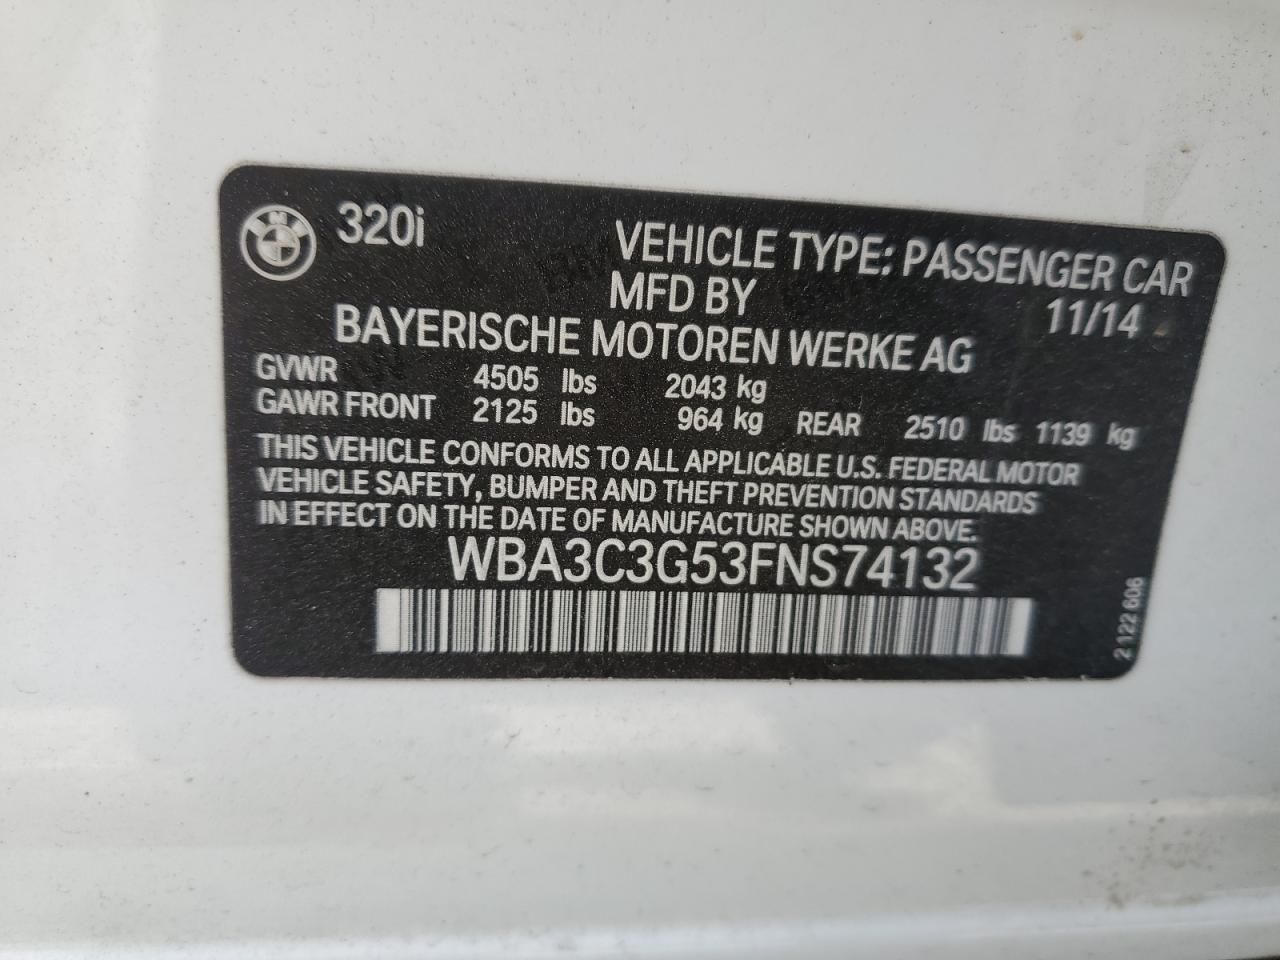 BMW 320i
VEHICLE TYPE: PASSENGER CAR
MFD BY 11/14
BAYERISCHE MOTOREN WERKE AG
GVWR 4505 lbs 2043 kg
GAWR FRONT 2125 lbs 964 kg REAR 2510 lbs 1139 kg
THIS VEHICLE CONFORMS TO ALL APPLICABLE U.S. FEDERAL MOTOR
VEHICLE SAFETY, BUMPER AND THEFT PREVENTION STANDARDS
IN EFFECT ON THE DATE OF MANUFACTURE SHOWN ABOVE.
WBA3C3G53FNS74132
2 122 606